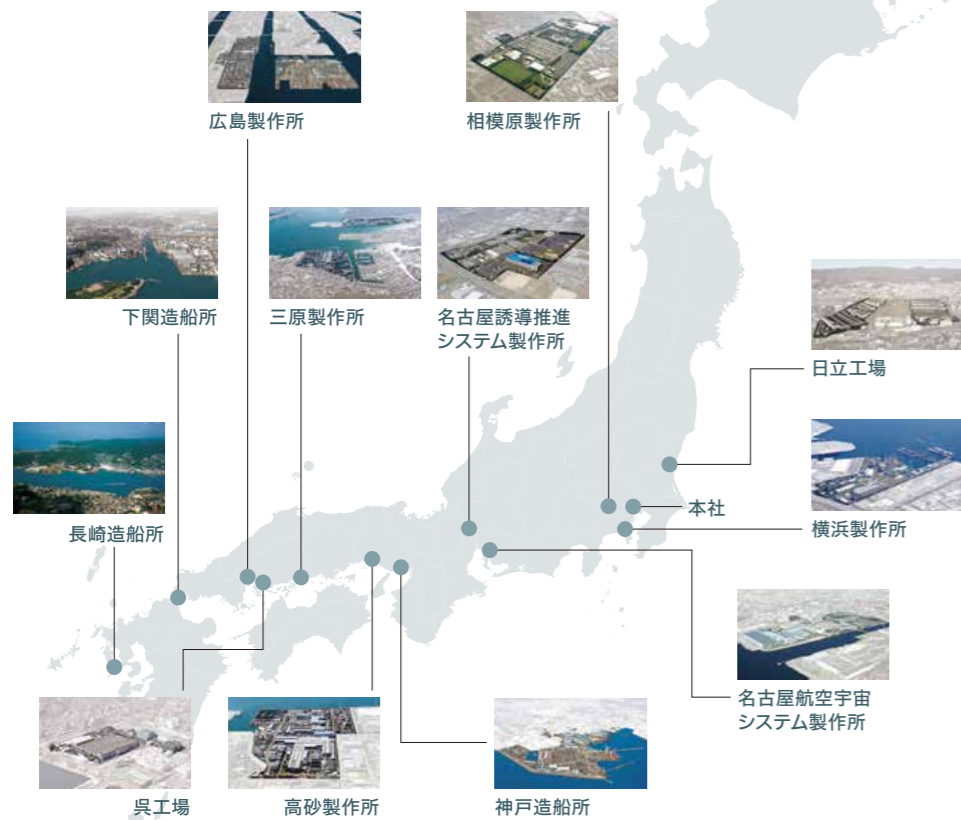 広島製作所
相模原製作所
下関造船所
三原製作所
名古屋誘導推進
システム製作所
日立工場
長崎造船所
本社
横浜製作所
名古屋航空宇宙
システム製作所
呉工場
高砂製作所
神戸造船所